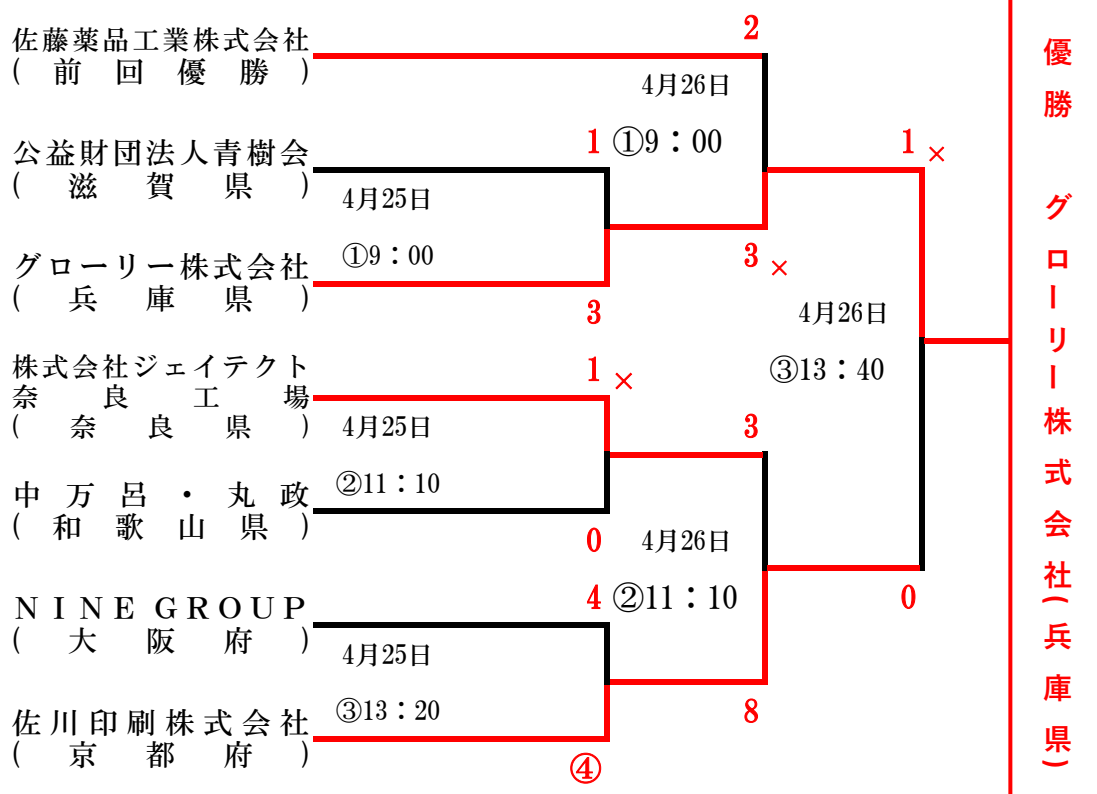 佐藤薬品工業株式会社
(前回優勝)
2
4月26日
①9：00
公益財団法人青樹会
(滋賀県)
1
4月25日
①9：00
グローリー株式会社
(兵庫県)
3
3×
1×
4月26日
③13：40
株式会社ジェイテクト
奈良工場
(奈良県)
1×
4月25日
②11：10
中万呂・丸政
(和歌山県)
0
3
4月26日
②11：10
NINE GROUP
(大阪府)
4
4月25日
③13：20
佐川印刷株式会社
(京都府)
④
8
0
優勝 グローリー株式会社(兵庫県)